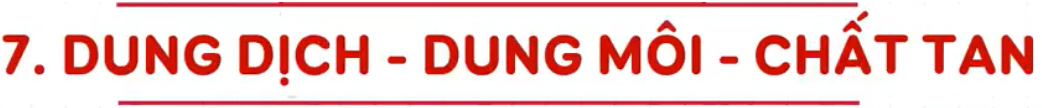 7. DUNG DỊCH - DUNG MÔI - CHẤT TAN